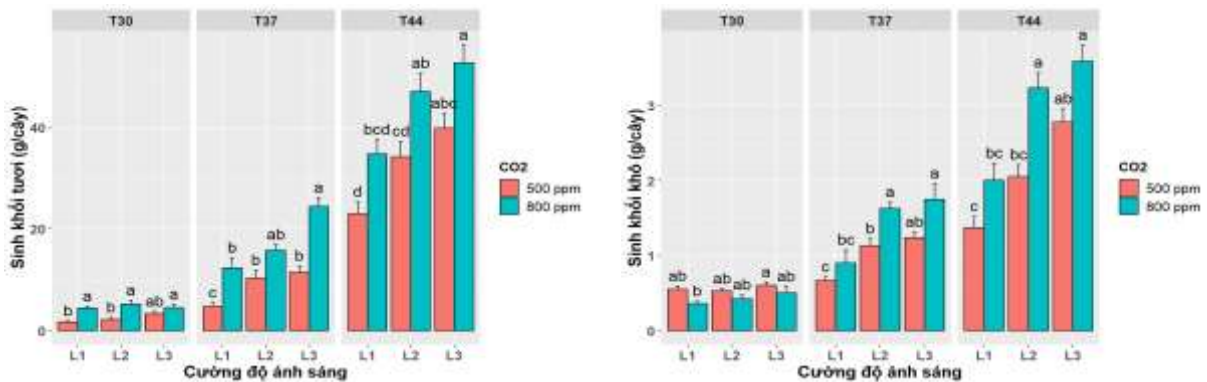 T30 T37 T44
Sinh khối tươi (g/cây)
40
20
0
b a b a ab a
c b b ab b a
d bcd cd ab abc a
L1 L2 L3 L1 L2 L3 L1 L2 L3
Cường độ ánh sáng
CO2
500 ppm
800 ppm
T30 T37 T44
Sinh khối khô (g/cây)
3
2
1
0
ab b ab ab a ab
c bc b a ab a
c bc bc a ab a
L1 L2 L3 L1 L2 L3 L1 L2 L3
Cường độ ánh sáng
CO2
500 ppm
800 ppm